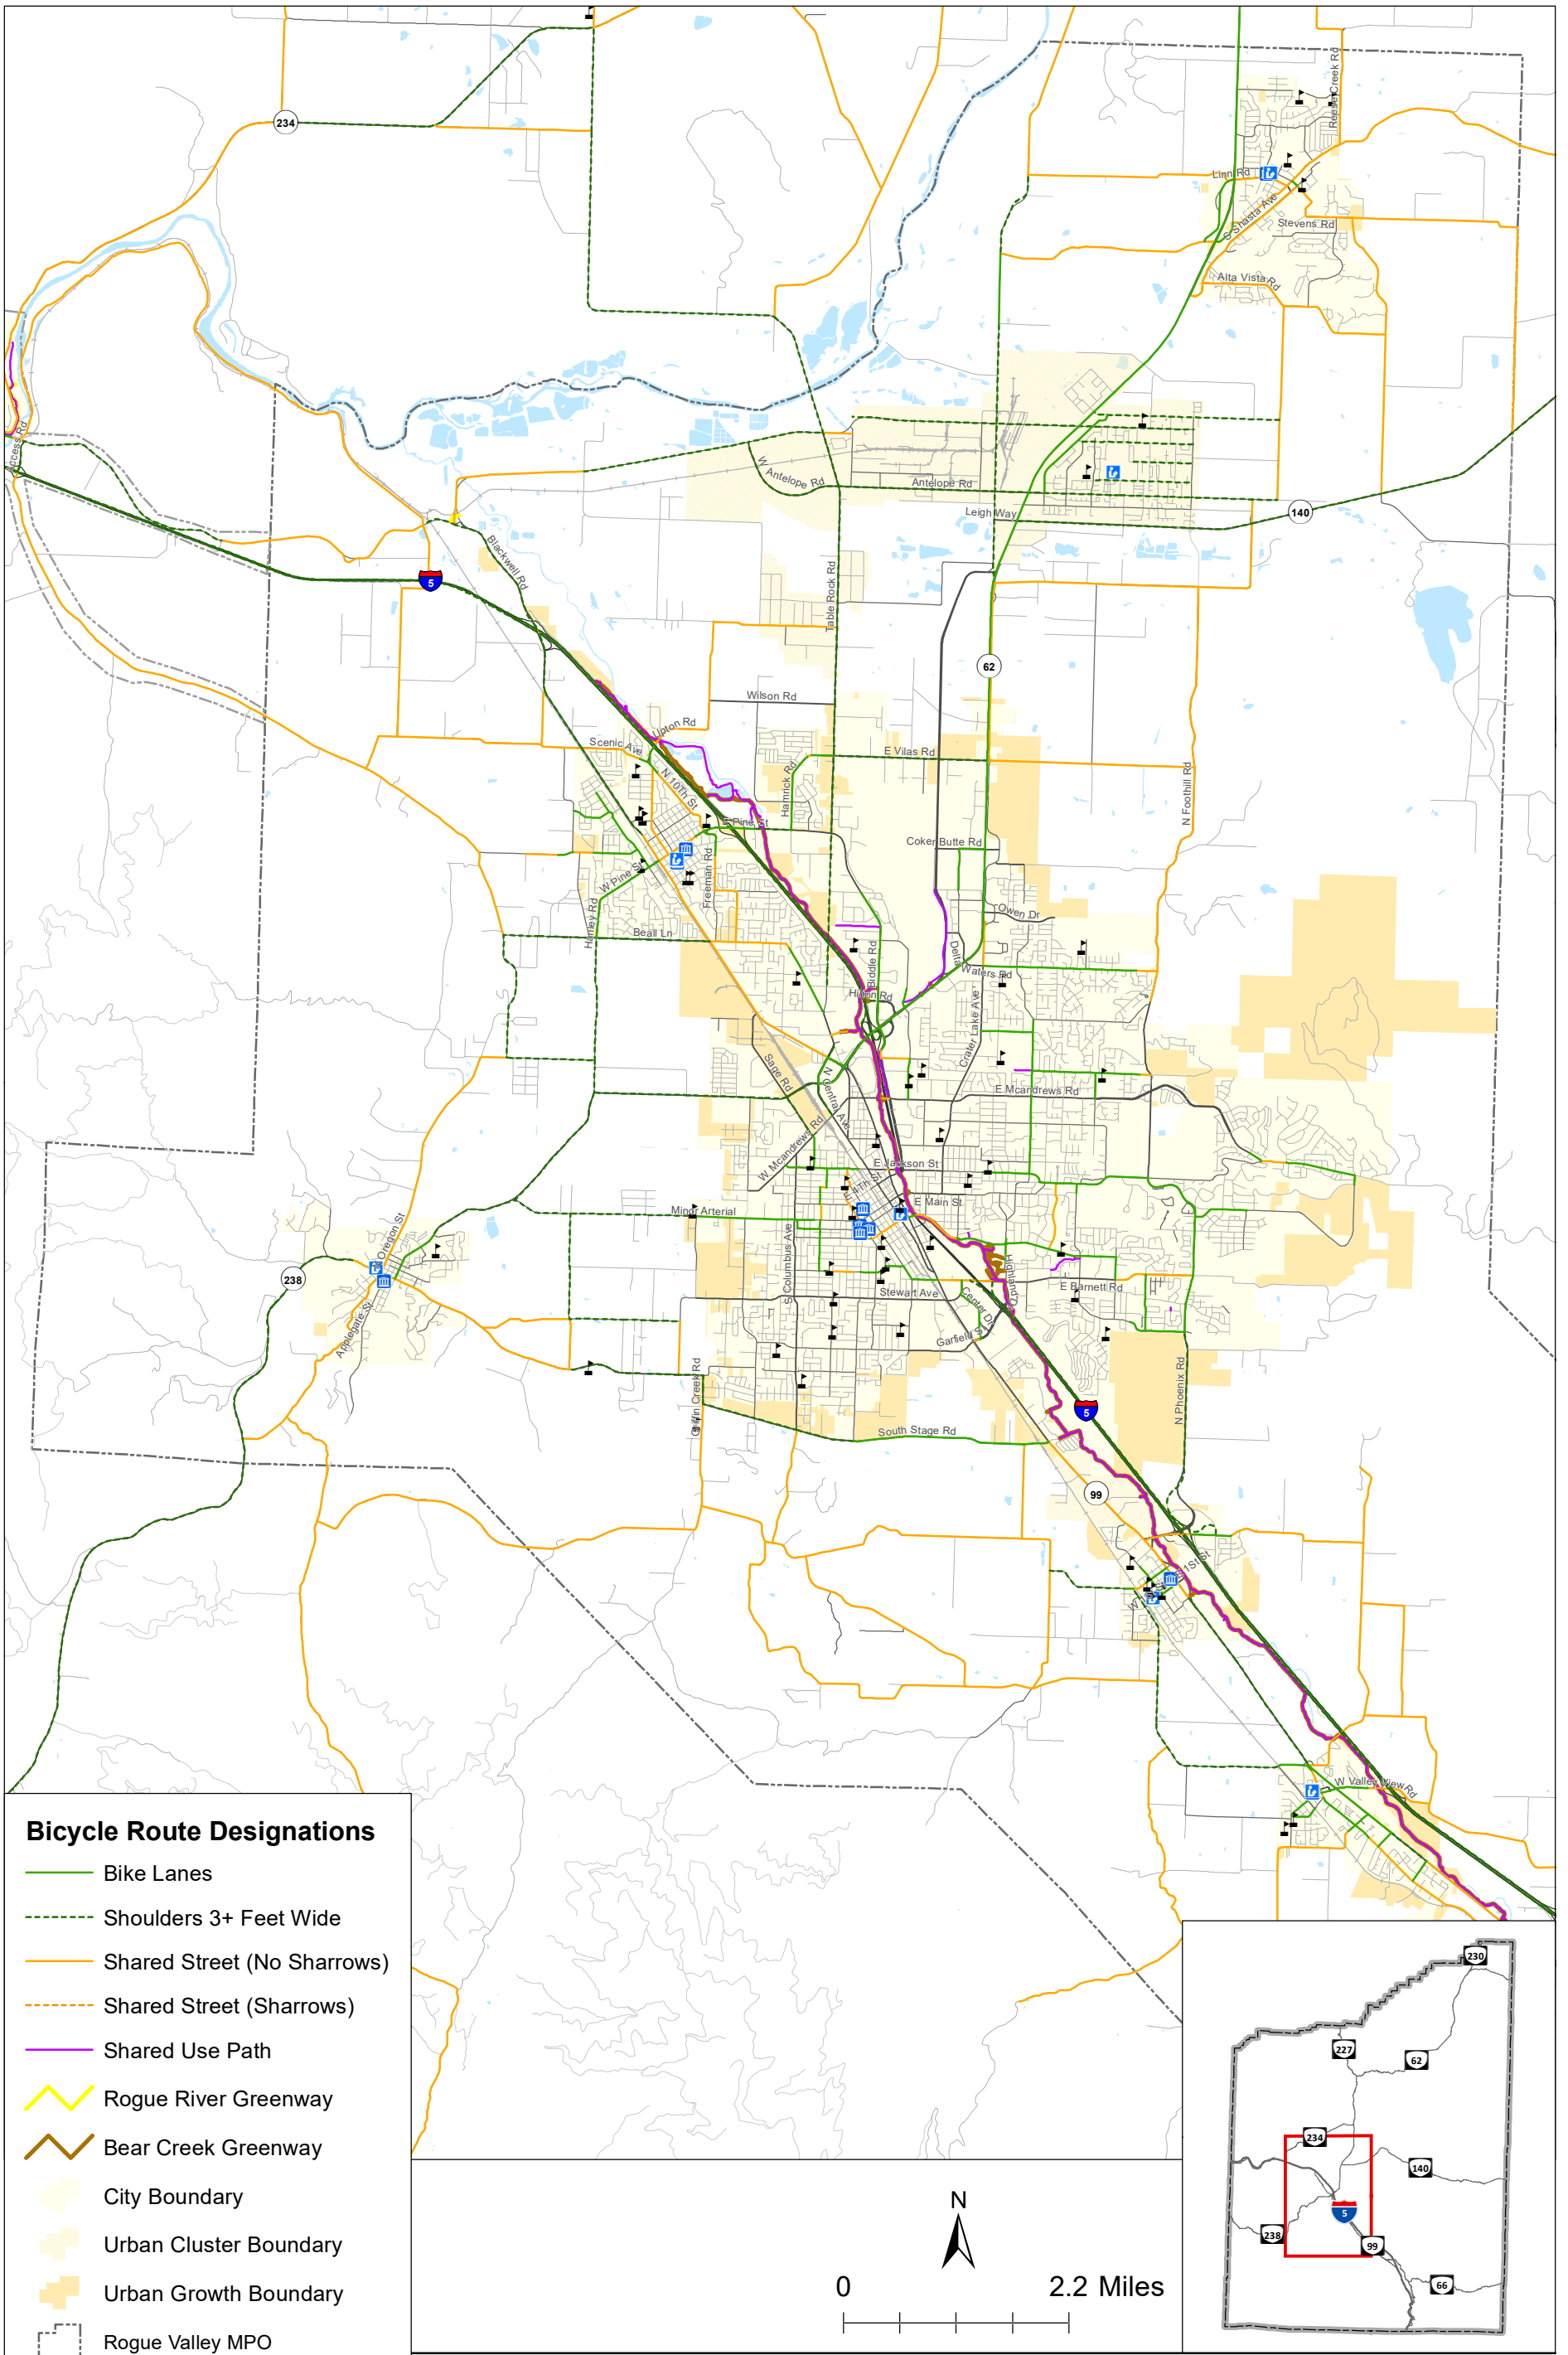 Reese Creek Rd
234
Linn Rd
S Shasta Ave
Stevens Rd
Alta Vista Rd
W Antelope Rd
Antelope Rd
Leigh Way
140
Blackwell Rd
5
Table Rock Rd
62
Wilson Rd
Upton Rd
Scenic Ave
E Vilas Rd
N 10Th St
Hamrick Rd
N Foothill Rd
E Pine St
Coker Butte Rd
W Pine St
Freeman Rd
Hanley Rd
Beall Ln
Owen Dr
Biddle Rd
Delta
Waters Rd
Hilton Rd
Crater Lake Ave
Sage Rd
N Central Ave
E Mcandrews Rd
W Mcandrews Rd
E Jackson St
E 4Th St
E Main St
Minor Arterial
S Columbus Ave
N Oregon St
238
Applegate St
Highland Dr
E Barnett Rd
Stewart Ave
Center Dr
Garfield St
Griffin Creek Rd
N Phoenix Rd
5
South Stage Rd
99
1St St
W Valley View Rd
Bicycle Route Designations
Bike Lanes
Shoulders 3+ Feet Wide
Shared Street (No Sharrows)
Shared Street (Sharrows)
Shared Use Path
Rogue River Greenway
Bear Creek Greenway
City Boundary
Urban Cluster Boundary
Urban Growth Boundary
Rogue Valley MPO
N
0 2.2 Miles
230
227
62
234
140
5
238
99
66